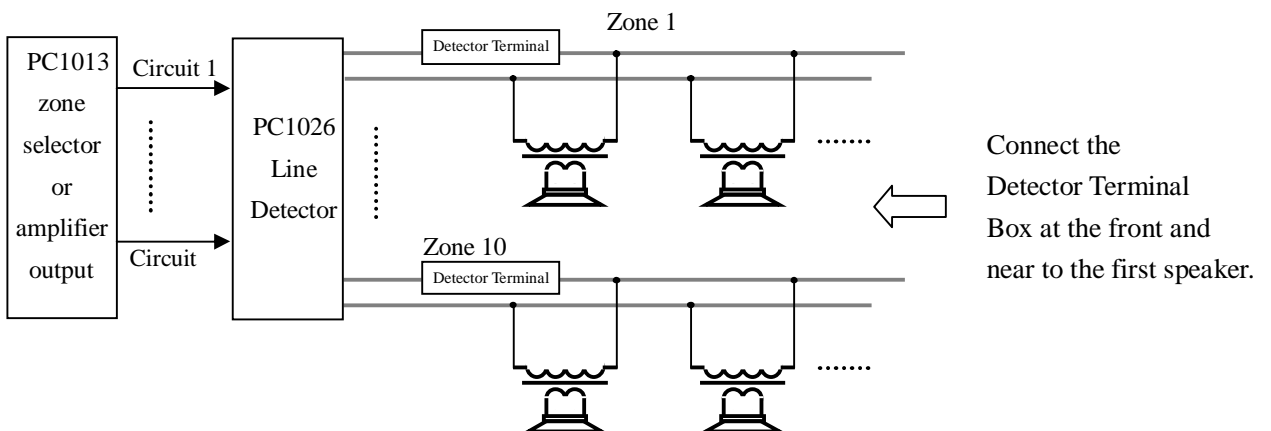 Zone 1
Detector Terminal
PC1013
zone
selector
or
amplifier
output
Circuit 1
Circuit
PC1026
Line
Detector
Zone 10
Detector Terminal
Connect the
Detector Terminal
Box at the front and
near to the first speaker.